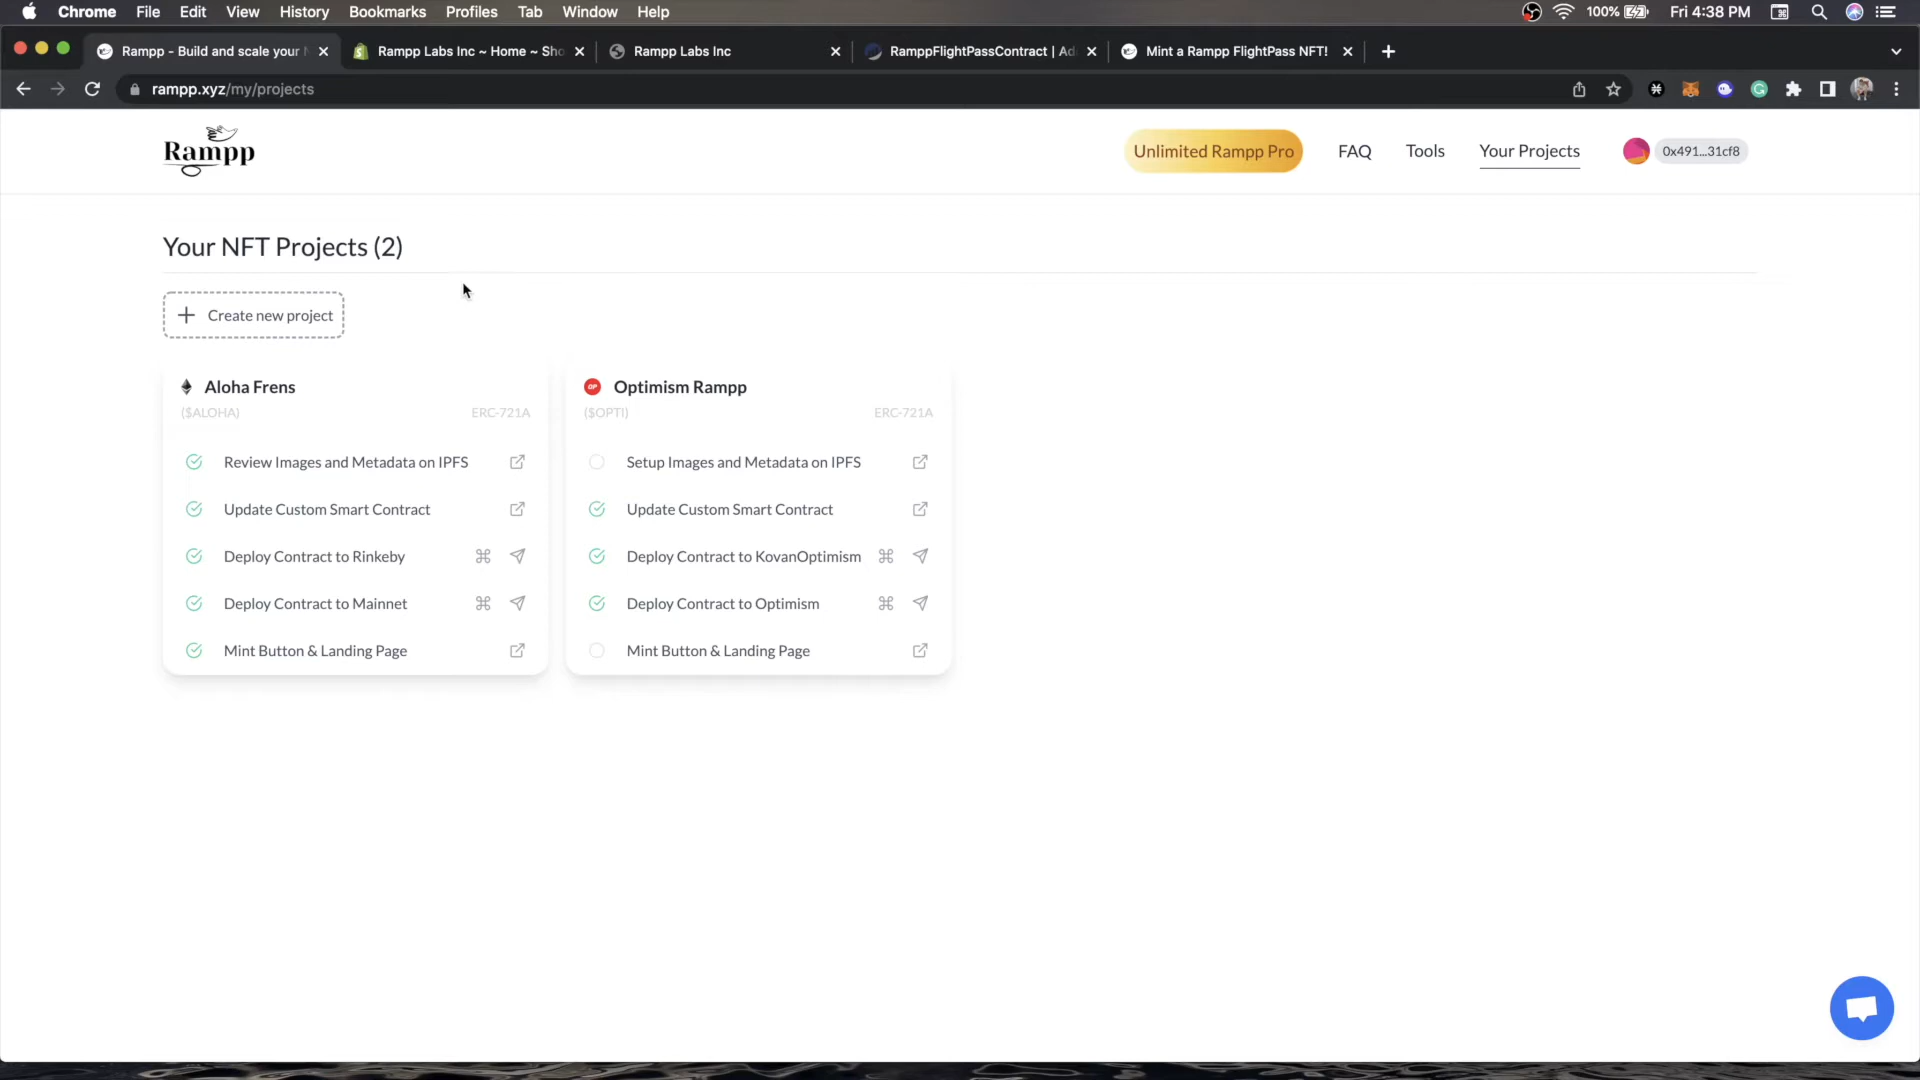 Chrome File Edit View History Bookmarks Profiles Tab Window Help 100% Fri 4:38 PM
Rampp - Build and scale your N Rampp Labs Inc ~ Home ~ Sho Rampp Labs Inc RamppFlightPassContract | Ad Mint a Rampp FlightPass NFT!
rampp.xyz/my/projects
Rampp Unlimited Rampp Pro FAQ Tools Your Projects 0x491...31cf8
Your NFT Projects (2)
Create new project
Aloha Frens
($ALOHA) ERC-721A
Review Images and Metadata on IPFS
Update Custom Smart Contract
Deploy Contract to Rinkeby
Deploy Contract to Mainnet
Mint Button & Landing Page
OP Optimism Rampp
($OPTI) ERC-721A
Setup Images and Metadata on IPFS
Update Custom Smart Contract
Deploy Contract to KovanOptimism
Deploy Contract to Optimism
Mint Button & Landing Page